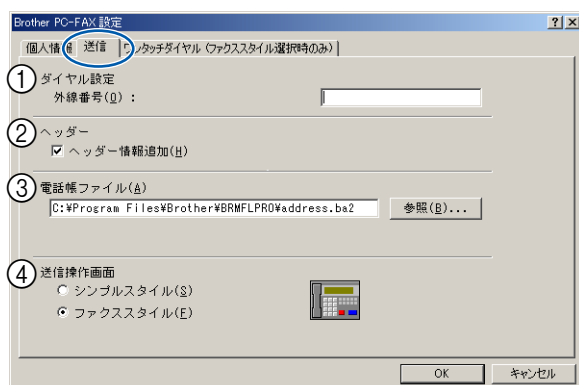 Brother PC-FAX 設定
個人情報 送信 ワンタッチダイヤル (ファクススタイル選択時のみ)
① ダイヤル設定
外線番号(O) :
② ヘッダー
ヘッダー情報追加(H)
③ 電話帳ファイル(A)
C:¥Program Files¥Brother¥BRMFLPRO¥address.ba2 参照(B)...
④ 送信操作画面
シンプルスタイル(S)
ファクススタイル(F)
OK キャンセル